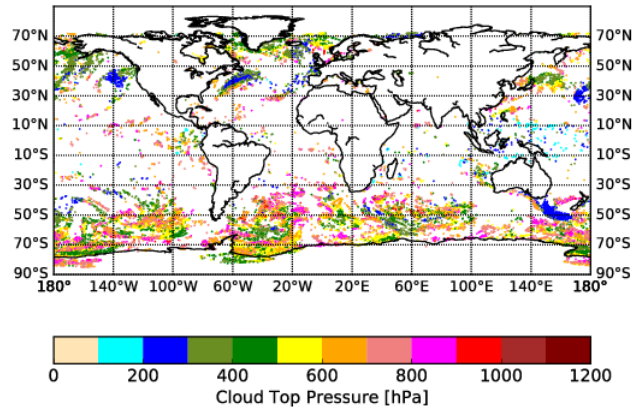 70°N 70°N
50°N 50°N
30°N 30°N
10°N 10°N
10°S 10°S
30°S 30°S
50°S 50°S
70°S 70°S
90°S 90°S
180° 140°W 100°W 60°W 20°W 20°E 60°E 100°E 140°E 180°
0 200 400 600 800 1000 1200
Cloud Top Pressure [hPa]